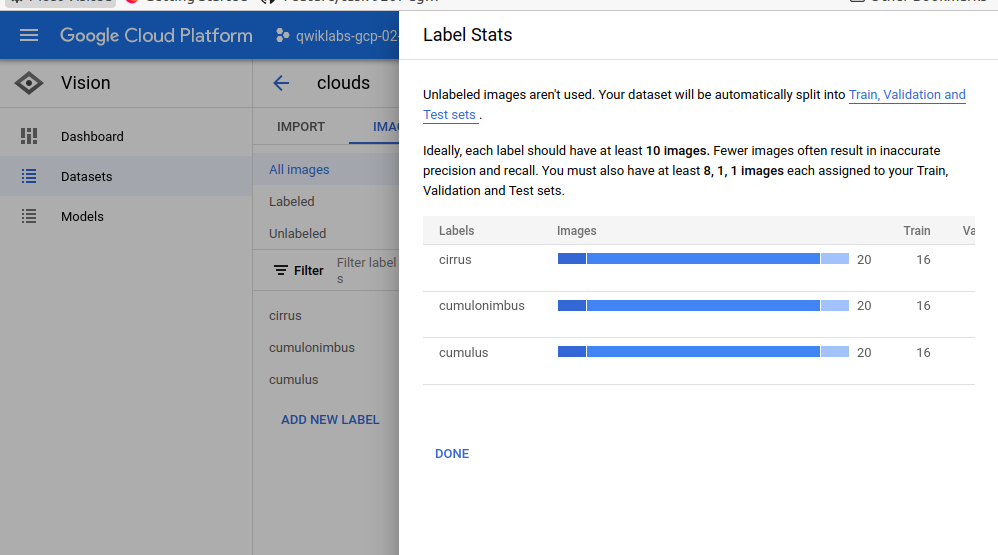 Google Cloud Platform
qwiklabs-gcp-02-
Vision
Dashboard
Datasets
Models
clouds
IMPORT
IMA
All images
Labeled
Unlabeled
Filter
Filter label
s
cirrus
cumulonimbus
cumulus
ADD NEW LABEL
Label Stats
Unlabeled images aren't used. Your dataset will be automatically split into Train, Validation and
Test sets .
Ideally, each label should have at least 10 images. Fewer images often result in inaccurate
precision and recall. You must also have at least 8, 1, 1 images each assigned to your Train,
Validation and Test sets.
Labels Images Train Va
cirrus 20 16
cumulonimbus 20 16
cumulus 20 16
DONE